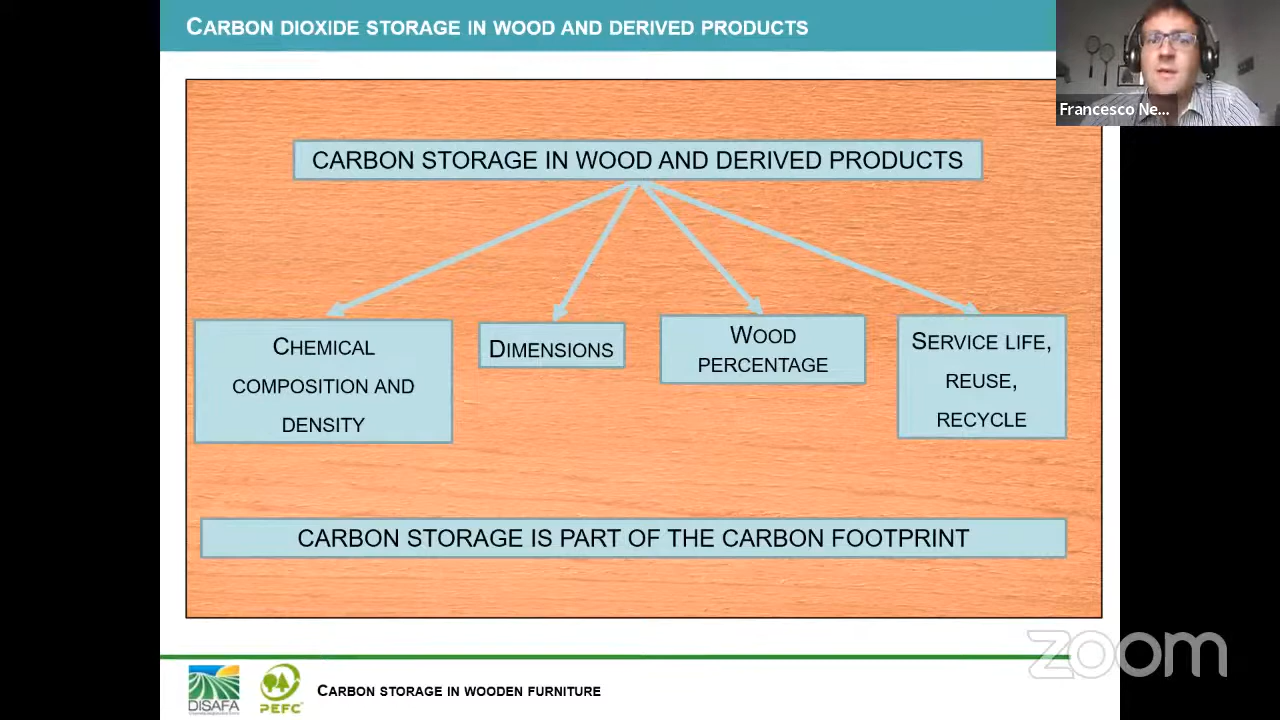 CARBON DIOXIDE STORAGE IN WOOD AND DERIVED PRODUCTS
Francesco Ne...
CARBON STORAGE IN WOOD AND DERIVED PRODUCTS
CHEMICAL
COMPOSITION AND
DENSITY
DIMENSIONS
WOOD
PERCENTAGE
SERVICE LIFE,
REUSE,
RECYCLE
CARBON STORAGE IS PART OF THE CARBON FOOTPRINT
zoom
DISAFA
PEFC
CARBON STORAGE IN WOODEN FURNITURE